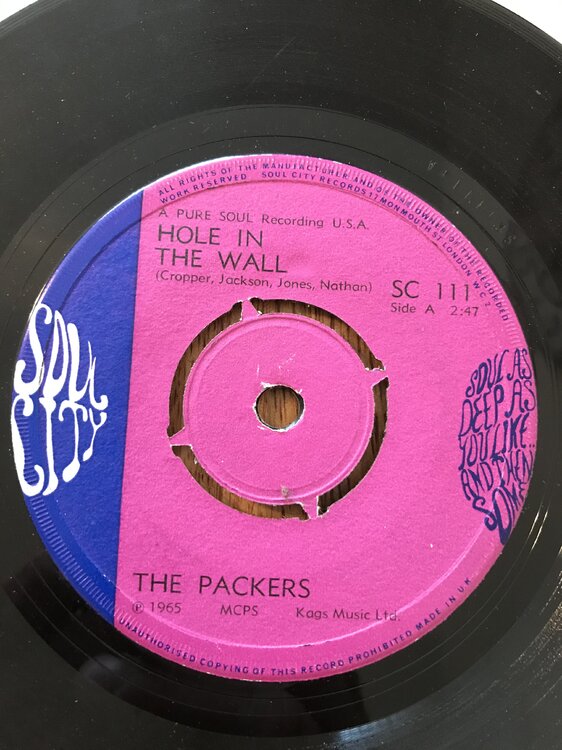 ALL RIGHTS OF THE MANUFACTURER AND OF THE OWNER OF THE RECORDED
WORK RESERVED SOUL CITY RECORDS 17 MONMOUTH ST. LONDON. W.C.2
A PURE SOUL Recording U.S.A.
HOLE IN
THE WALL
(Cropper, Jackson, Jones, Nathan)
SC 111
Side A 2:47
SOUL
CITY
SOUL AS
DEEP AS
YOU LIKE...
AND THEN
SOME
THE PACKERS
℗ 1965 MCPS Kags Music Ltd.
UNAUTHORISED COPYING OF THIS RECORD PROHIBITED MADE IN U.K